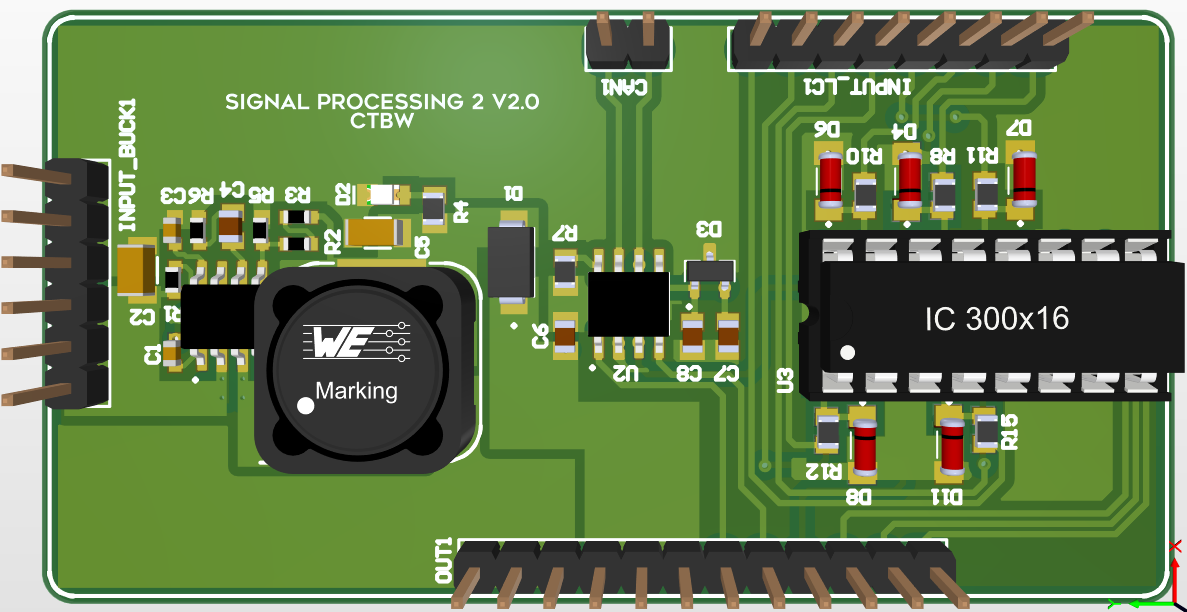 CAN1
INPUT_LC1
SIGNAL PROCESSING 2 V2.0
CTBW
INPUT_BUCK1
D6
D4
D7
R10
R8
R11
C3
R6
C4
R5
R3
D2
R4
D1
R2
C5
R7
D3
C2
R1
C1
C6
U2
C8
C7
U3
IC 300x16
WE
Marking
R12
D8
D11
R15
OUT1
X
Y